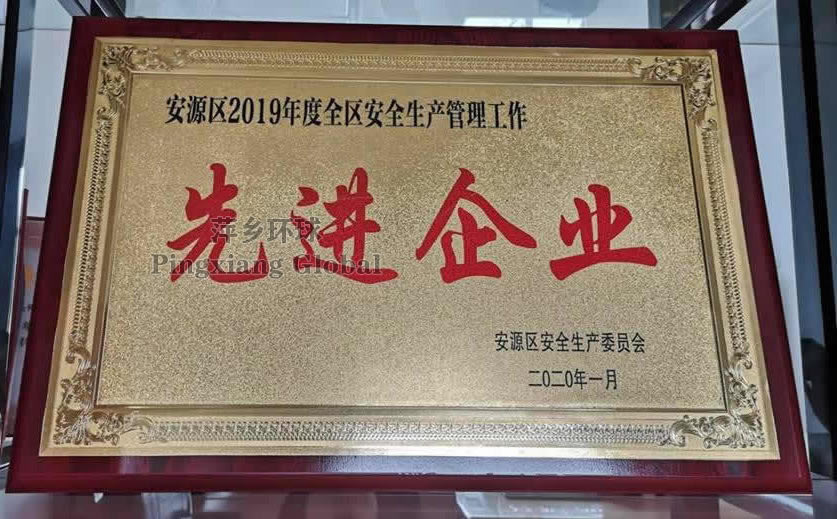 安源区2019年度全区安全生产管理工作
先进企业
萍乡环球
Pingxiang Global
安源区安全生产委员会
二〇二〇年一月